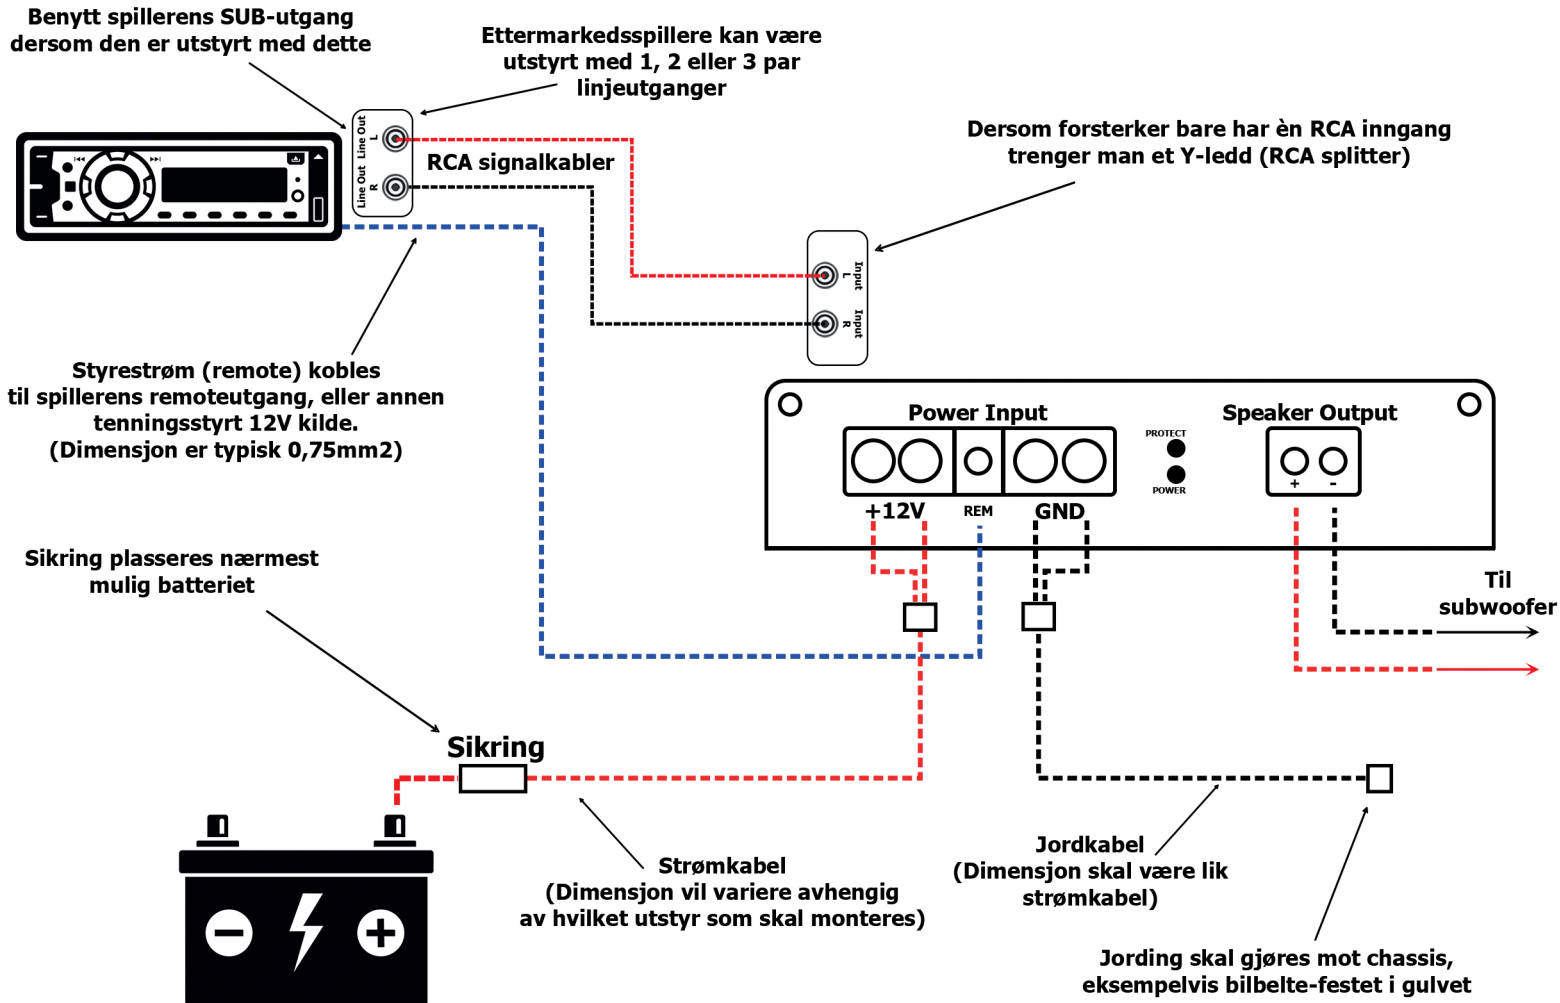 Benytt spillerens SUB-utgang
dersom den er utstyrt med dette
Ettermarkedsspillere kan være
utstyrt med 1, 2 eller 3 par
linjeutganger
Line Out
L
Line Out
R
RCA signalkabler
Dersom forsterker bare har èn RCA inngang
trenger man et Y-ledd (RCA splitter)
Input
L
Input
R
Styrestrøm (remote) kobles
til spillerens remoteutgang, eller annen
tenningsstyrt 12V kilde.
(Dimensjon er typisk 0,75mm2)
Power Input
Speaker Output
PROTECT
POWER
+ -
+12V
REM
GND
Sikring plasseres nærmest
mulig batteriet
Til
subwoofer
Sikring
Strømkabel
(Dimensjon vil variere avhengig
av hvilket utstyr som skal monteres)
Jordkabel
(Dimensjon skal være lik
strømkabel)
Jording skal gjøres mot chassis,
eksempelvis bilbelte-festet i gulvet